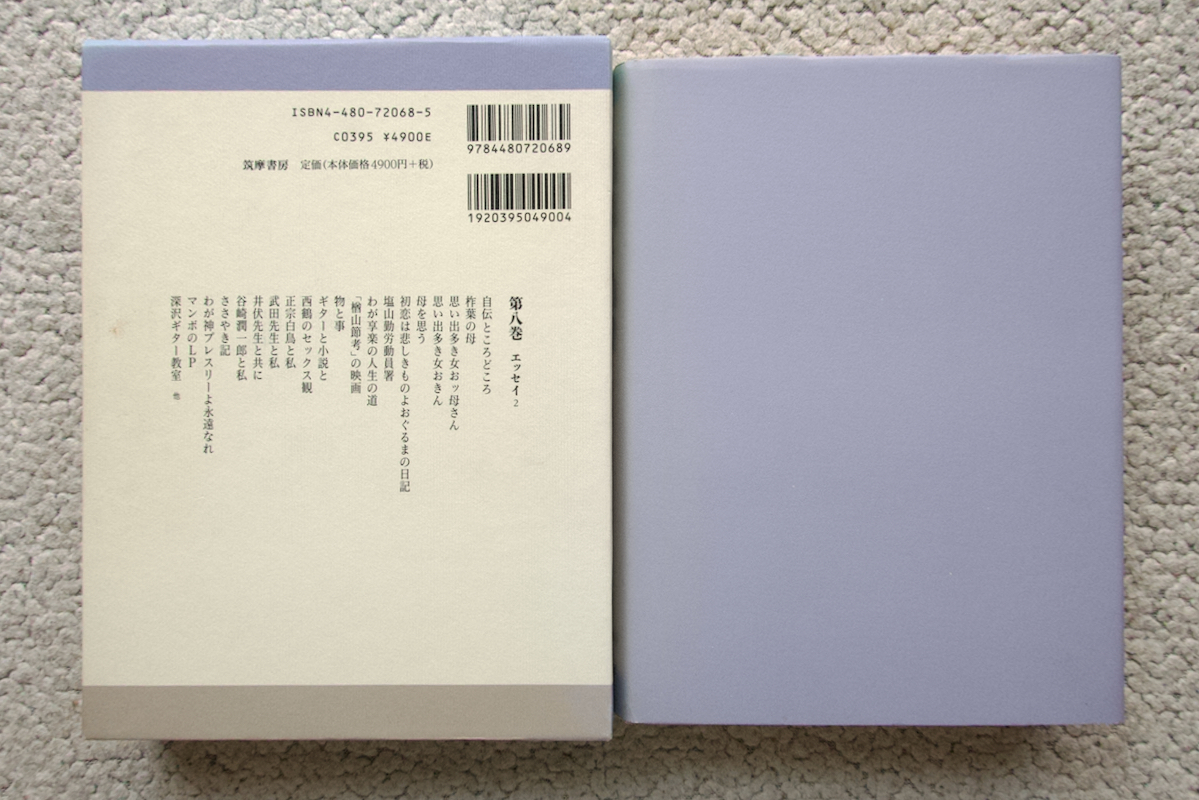 ISBN4-480-72068-5
C0395 ¥4900E
筑摩書房 定価(本体価格4900円+税)
9784480720689
1920395049004
第八巻 エッセイ2
自伝ところどころ
柞葉の母
思い出多き女おッ母さん
思い出多き女おきん
母を思う
初恋は悲しきものよおぐるまの日記
塩山勤労動員署
わが享楽の人生の道
「楢山節考」の映画
物と事
ギターと小説と
西鶴のセックス観
正宗白鳥と私
武田先生と私
井伏先生と共に
谷崎潤一郎と私
ささやき記
わが神プレスリーよ永遠なれ
マンボのLP
深沢ギター教室 他